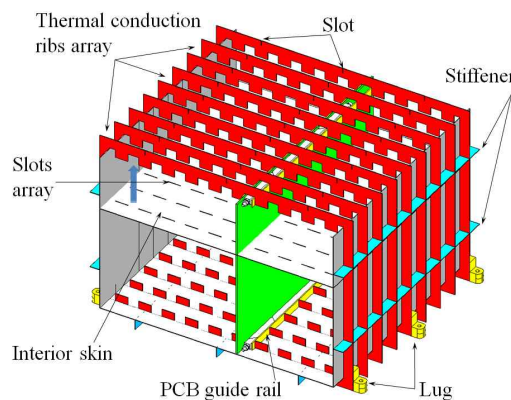 Thermal conduction
ribs array
Slot
Stiffener
Slots
array
Interior skin
PCB guide rail
Lug